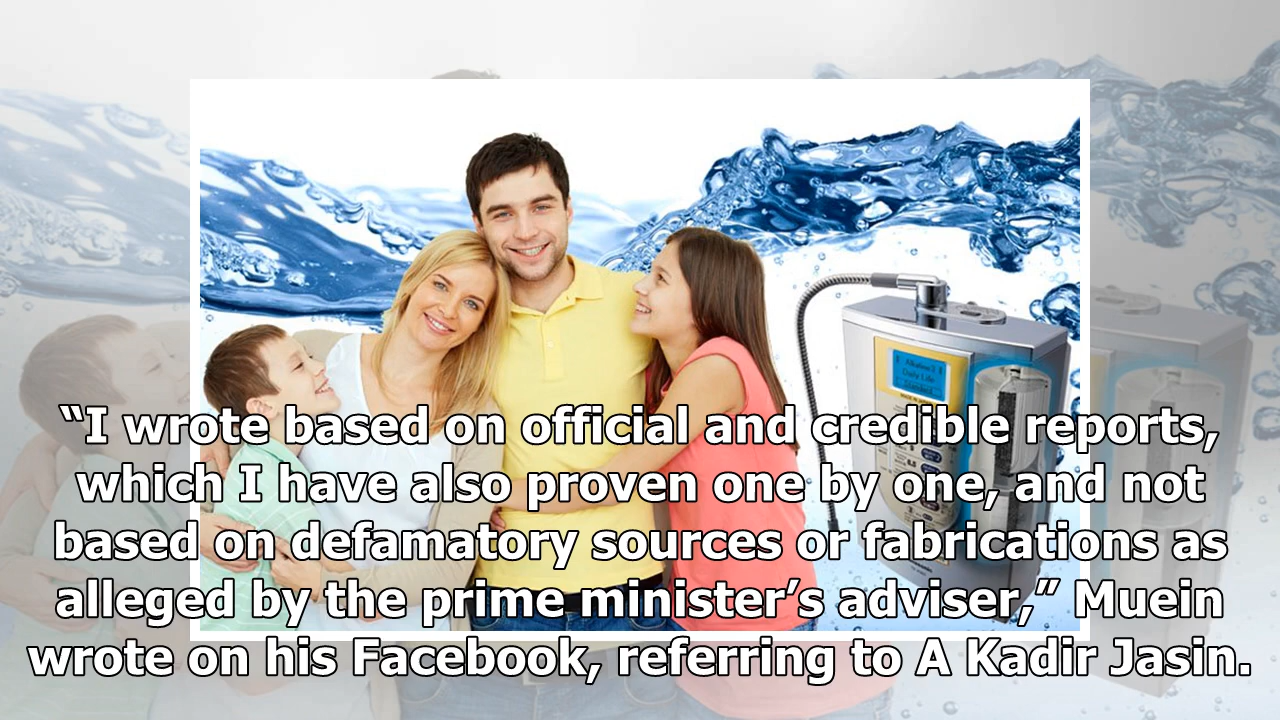 “I wrote based on official and credible reports,
which I have also proven one by one, and not
based on defamatory sources or fabrications as
alleged by the prime minister’s adviser,” Muein
wrote on his Facebook, referring to A Kadir Jasin.
Daily Life